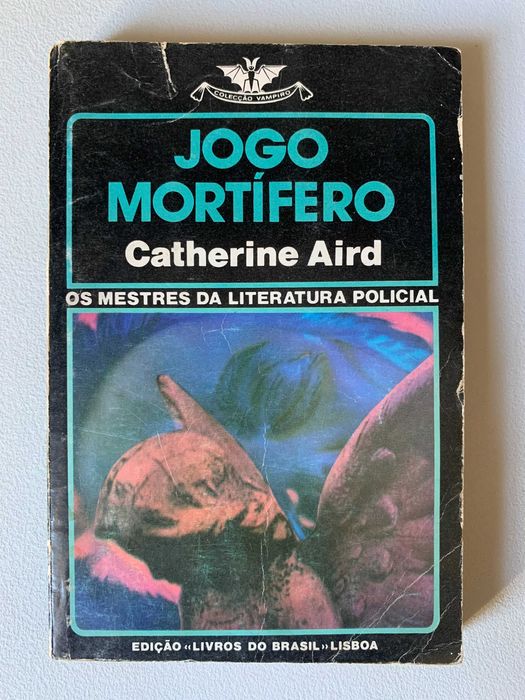 COLECÇÃO VAMPIRO
JOGO
MORTÍFERO
Catherine Aird
OS MESTRES DA LITERATURA POLICIAL
EDIÇÃO «LIVROS DO BRASIL» LISBOA